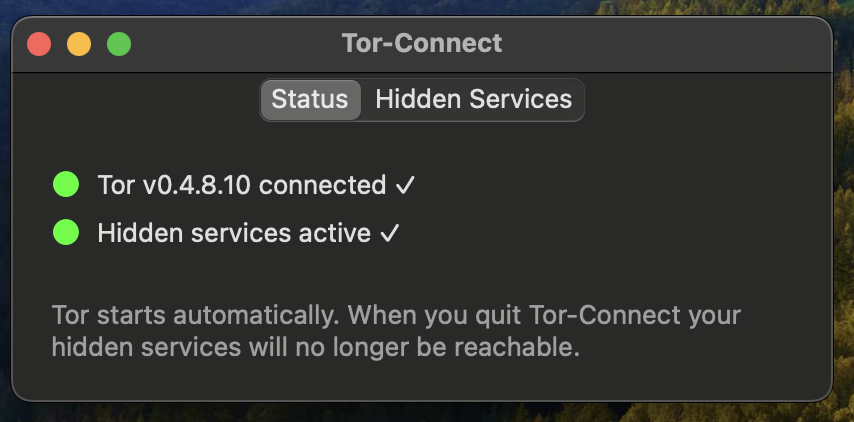 Tor-Connect
Status Hidden Services
Tor v0.4.8.10 connected ✓
Hidden services active ✓
Tor starts automatically. When you quit Tor-Connect your
hidden services will no longer be reachable.